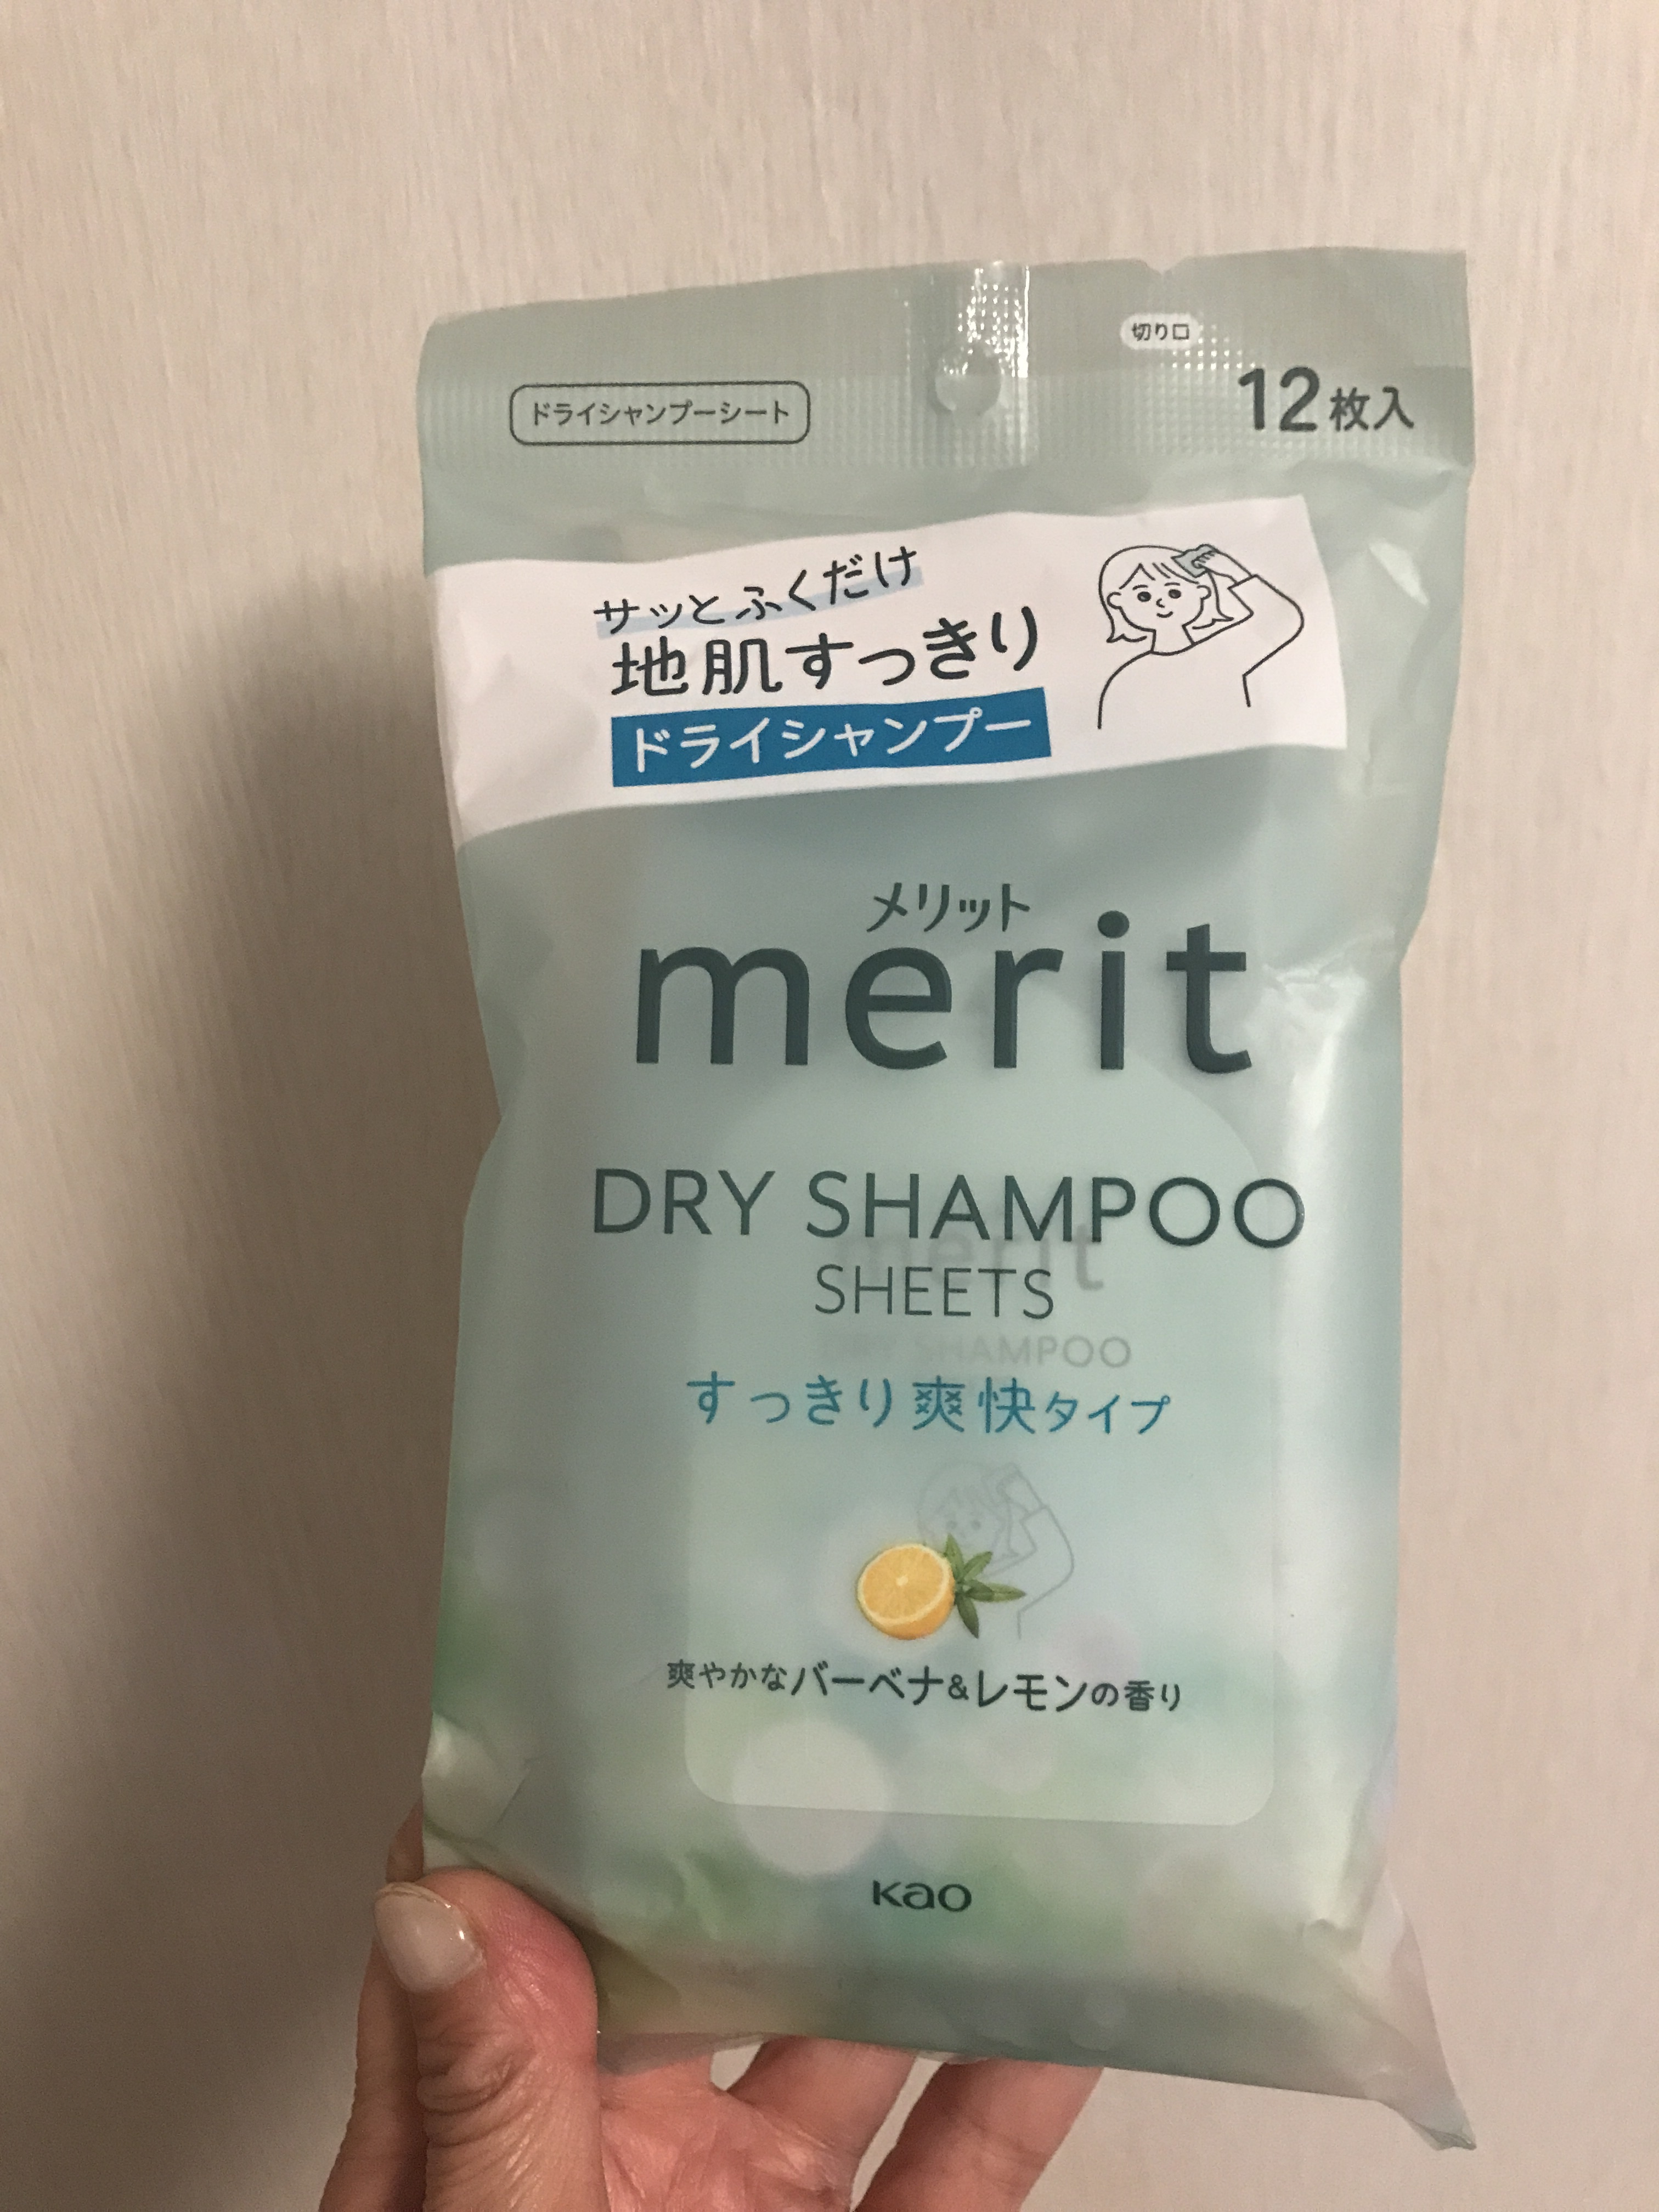 切り口
ドライシャンプーシート
12枚入
サッとふくだけ
地肌すっきり
ドライシャンプー
メリット
merit
DRY SHAMPOO
merit
SHEETS
DRY SHAMPOO
すっきり爽快タイプ
爽やかなバーベナ&レモンの香り
Kao